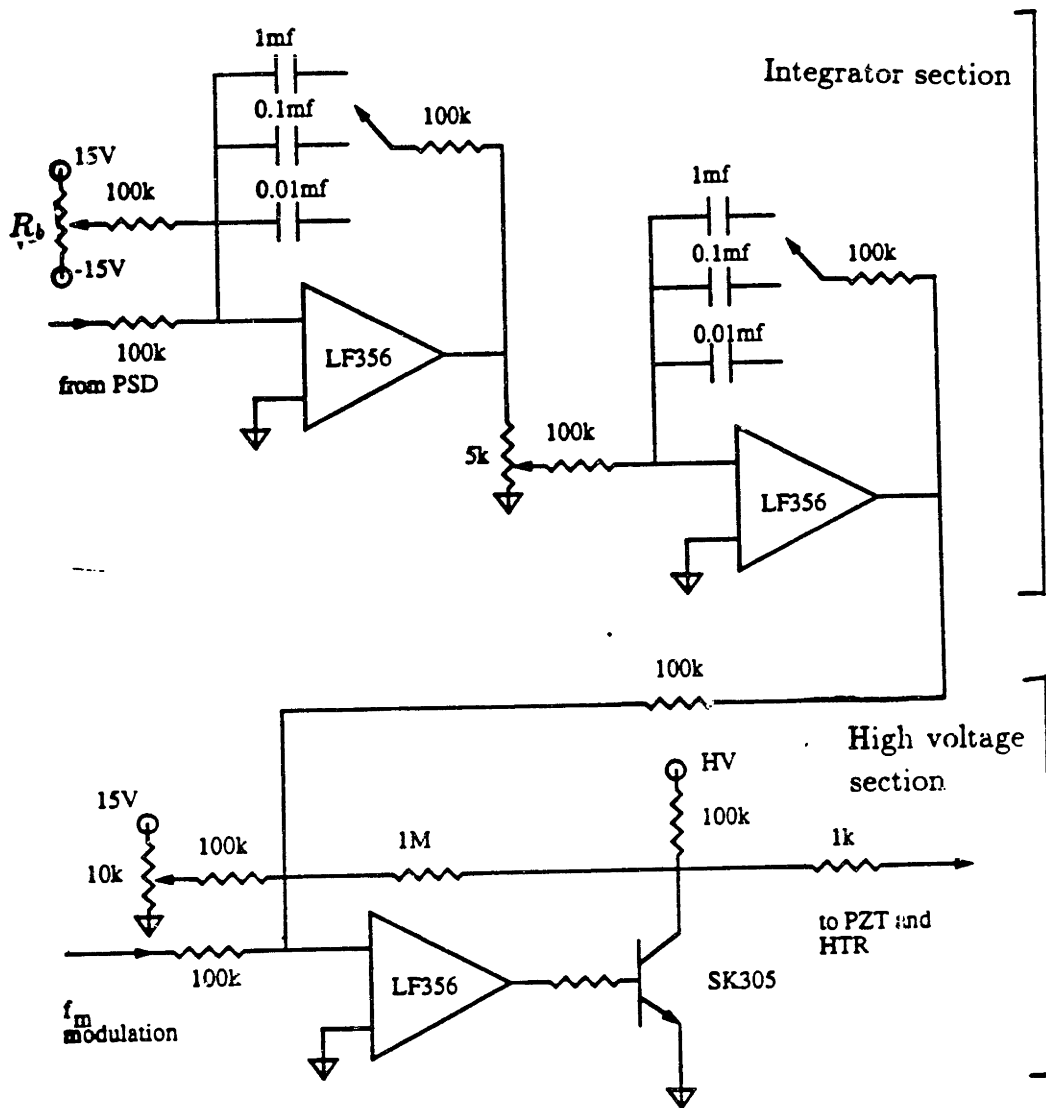 Integrator section
1mf
0.1mf
100k
0.01mf
15V
100k
R_b
-15V
100k
from PSD
LF356
1mf
0.1mf
100k
0.01mf
5k
100k
LF356
100k
High voltage
section
HV
100k
15V
100k
10k
1M
1k
to PZT and
HTR
100k
LF356
SK305
f_m
modulation